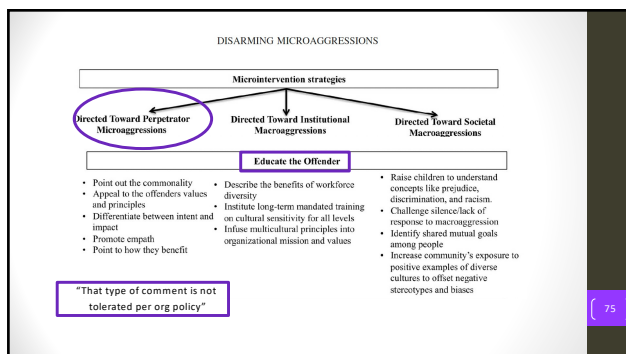 DISARMING MICROAGGRESSIONS
Microintervention strategies
Directed Toward Perpetrator
Microaggressions
Directed Toward Institutional
Macroaggressions
Directed Toward Societal
Macroaggressions
Educate the Offender
• Point out the commonality
• Appeal to the offenders values
and principles
• Differentiate between intent and
impact
• Promote empath
• Point to how they benefit
• Describe the benefits of workforce
diversity
• Institute long-term mandated training
on cultural sensitivity for all levels
• Infuse multicultural principles into
organizational mission and values
• Raise children to understand
concepts like prejudice,
discrimination, and racism.
• Challenge silence/lack of
response to macroaggression
• Identify shared mutual goals
among people
• Increase community's exposure to
positive examples of diverse
cultures to offset negative
stereotypes and biases
"That type of comment is not
tolerated per org policy"
75